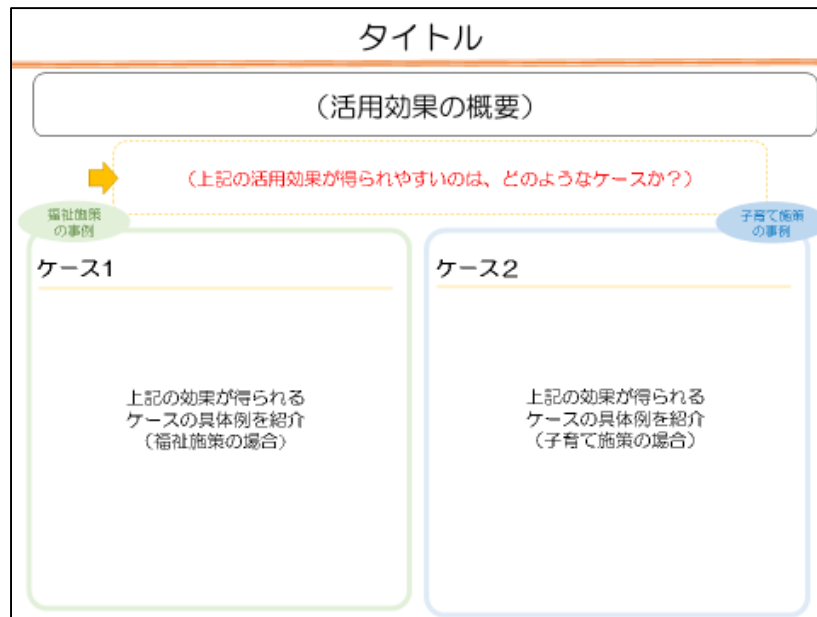 タイトル
(活用効果の概要)
(上記の活用効果が得られやすいのは、どのようなケースか?)
福祉施策
の事例
ケース1
上記の効果が得られる
ケースの具体例を紹介
(福祉施策の場合)
子育て施策
の事例
ケース2
上記の効果が得られる
ケースの具体例を紹介
(子育て施策の場合)